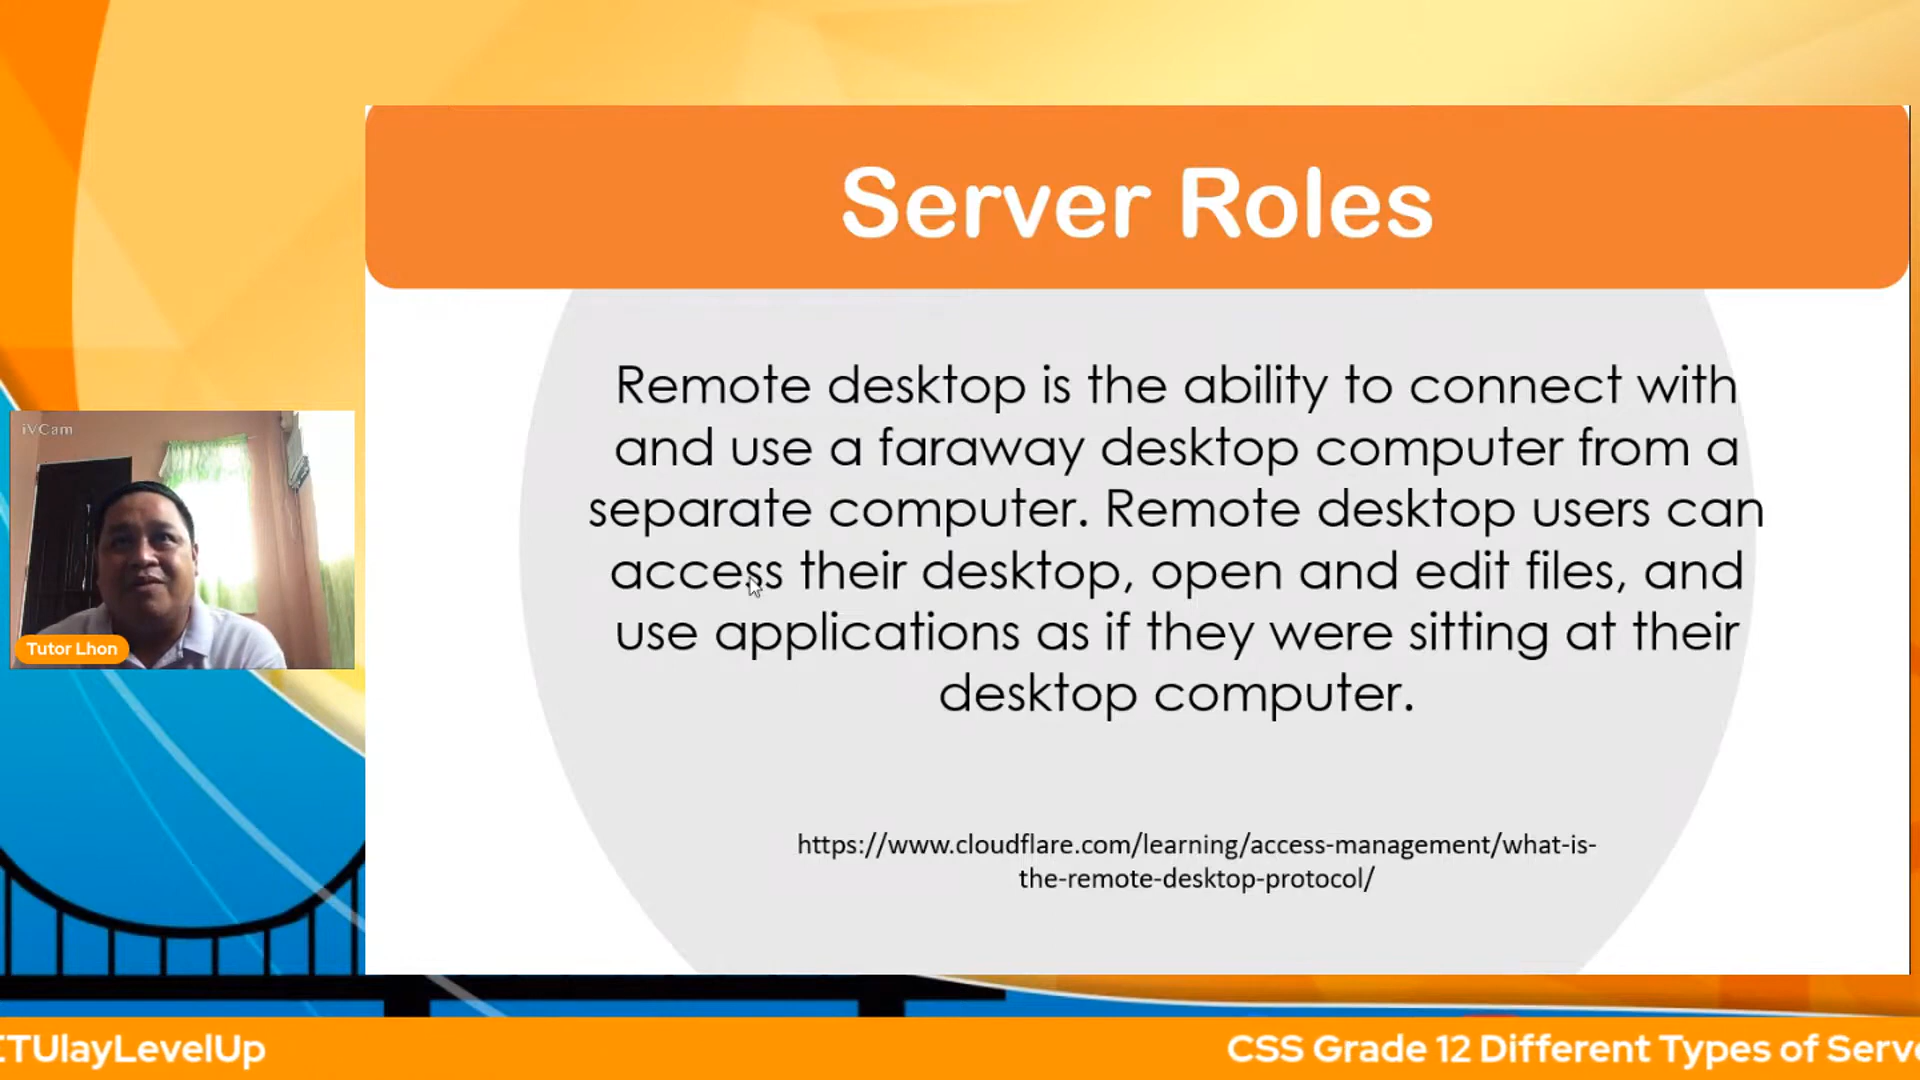 Server Roles
Remote desktop is the ability to connect with
and use a faraway desktop computer from a
separate computer. Remote desktop users can
access their desktop, open and edit files, and
use applications as if they were sitting at their
desktop computer.
https://www.cloudflare.com/learning/access-management/what-is-
the-remote-desktop-protocol/
iVCam
Tutor Lhon
ETUlayLevelUp
CSS Grade 12 Different Types of Serve